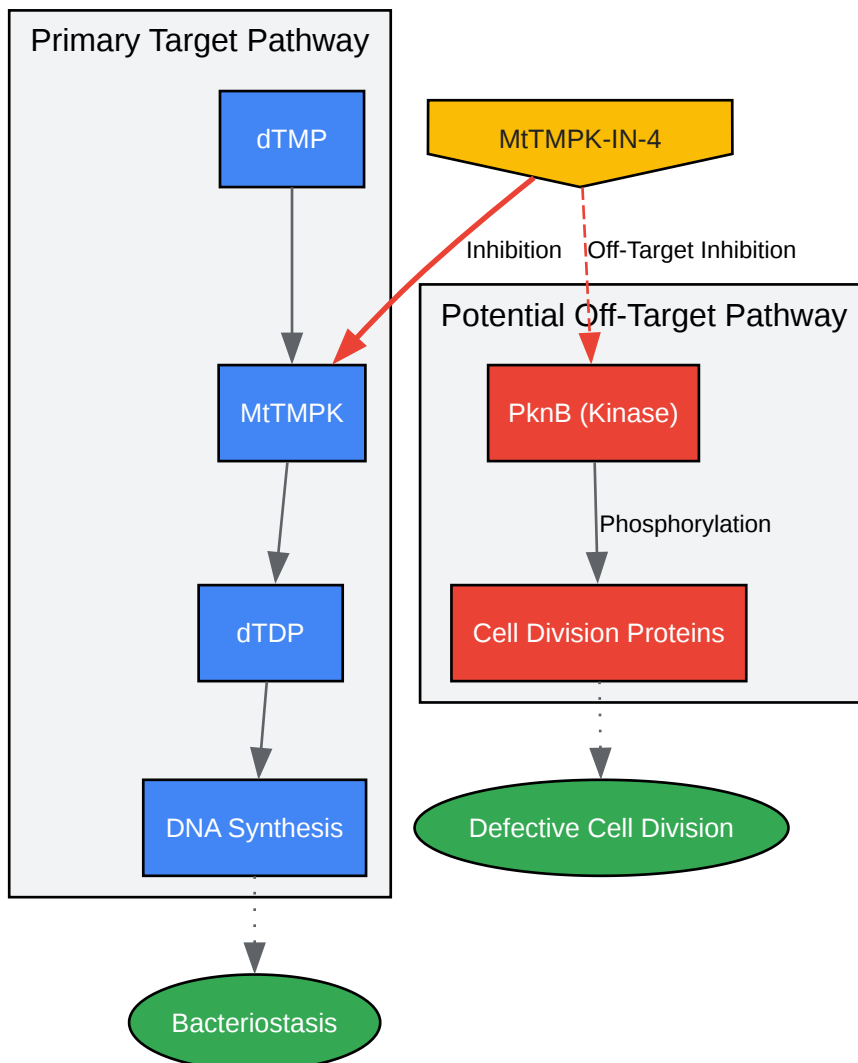 Primary Target Pathway
dTMP
MtTMPK-IN-4
Inhibition
Off-Target Inhibition
Potential Off-Target Pathway
MtTMPK
PknB (Kinase)
Phosphorylation
dTDP
Cell Division Proteins
DNA Synthesis
Defective Cell Division
Bacteriostasis